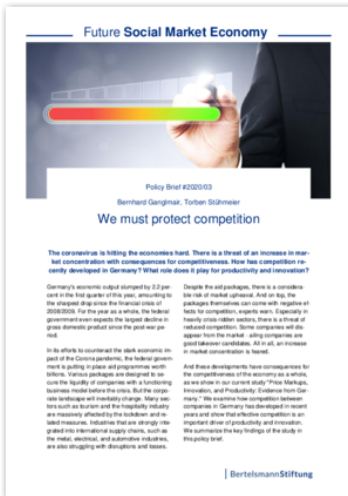 Future Social Market Economy
Policy Brief #2020/03
Bernhard Ganglmair, Torben Stühmeier
We must protect competition
The coronavirus is hitting the economies hard. There is a threat of an increase in mar-
ket concentration with consequences for competitiveness. How has competition re-
cently developed in Germany? What role does it play for productivity and innovation?
Germany's economic output slumped by 2.2 per-
cent in the first quarter of this year, amounting to
the sharpest drop since the financial crisis of
2008/2009. For the year as a whole, the federal
government even expects the largest decline in
gross domestic product since the post-war pe-
riod.
In its efforts to counteract the stark economic im-
pact of the Corona pandemic, the federal govern-
ment is putting in place aid programmes worth
billions. Various packages are designed to se-
cure the liquidity of companies with a functioning
business model before the crisis. But the corpo-
rate landscape will inevitably change. Many sec-
tors such as tourism and the hospitality industry
are massively affected by the lockdown and re-
lated measures. Industries that are strongly inte-
grated into international supply chains, such as
the metal, electrical, and automotive industries,
are also struggling with disruptions and losses.
Despite the aid packages, there is a considera-
ble risk of market upheaval. And on top, the
packages themselves can come with negative ef-
fects for competition, experts warn. Especially in
heavily crisis-ridden sectors, there is a threat of
reduced competition. Some companies will dis-
appear from the market - ailing companies are
good takeover candidates. All in all, an increase
in market concentration is feared.
And these developments have consequences for
the competitiveness of the economy as a whole,
as we show in our current study "Price Markups,
Innovation, and Productivity: Evidence from Ger-
many." We examine how competition between
companies in Germany has developed in recent
years and show that effective competition is an
important driver of productivity and innovation.
We summarize the key findings of the study in
this policy brief.
BertelsmannStiftung